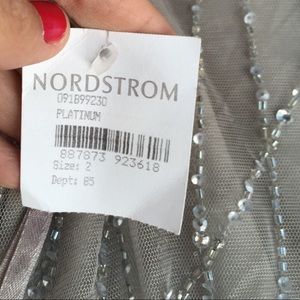 NORDSTROM
091B99230
PLATINUM
887873 923618
Size: 2
Dept: 85